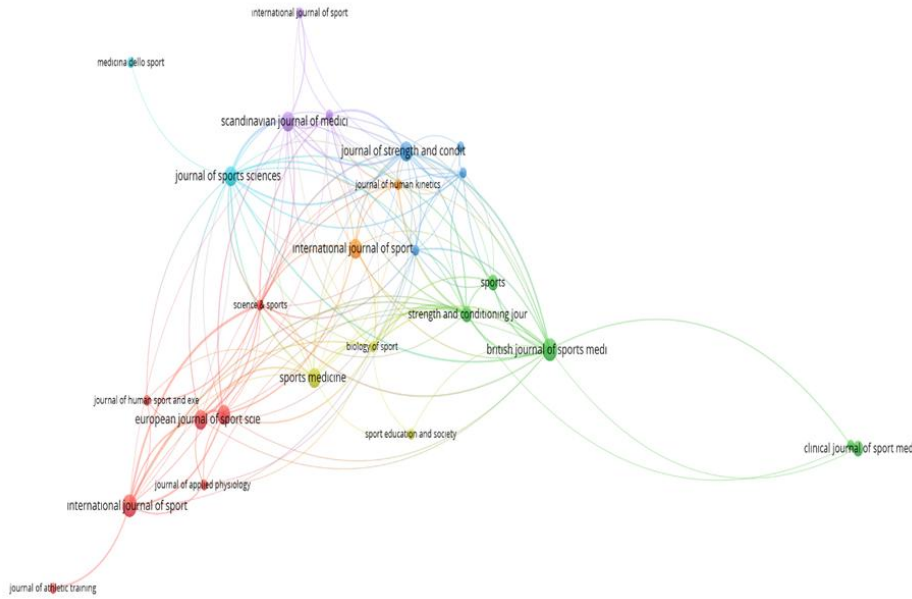 international journal of sport
medicina dello sport
scandinavian journal of medici
journal of strength and condit
journal of sports sciences
journal of human kinetics
international journal of sport
sports
science & sports
strength and conditioning jour
biology of sport
british journal of sports medi
sports medicine
journal of human sport and exe
european journal of sport scie
sport education and society
clinical journal of sport med
journal of applied physiology
international journal of sport
journal of athletic training